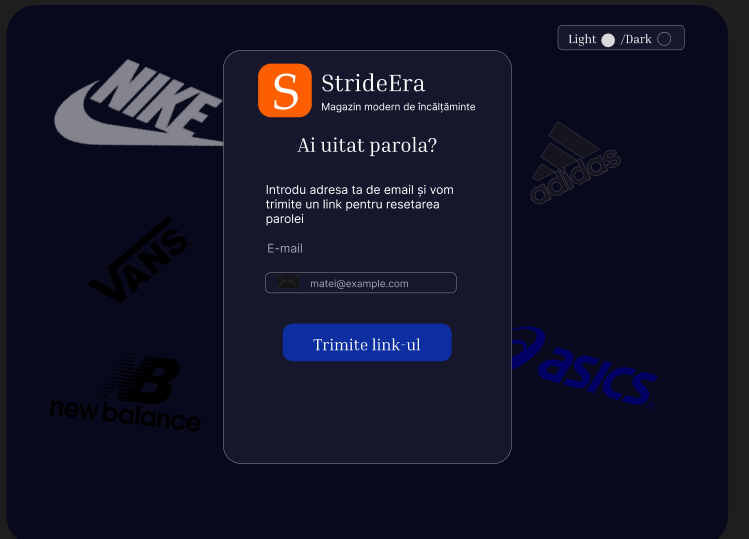 Light /Dark
NIKE
S
StrideEra
Magazin modern de încălțăminte
Ai uitat parola?
adidas
Introdu adresa ta de email și vom
trimite un link pentru resetarea
parolei
VANS
E-mail
matei@example.com
Trimite link-ul
asics
B
new balance